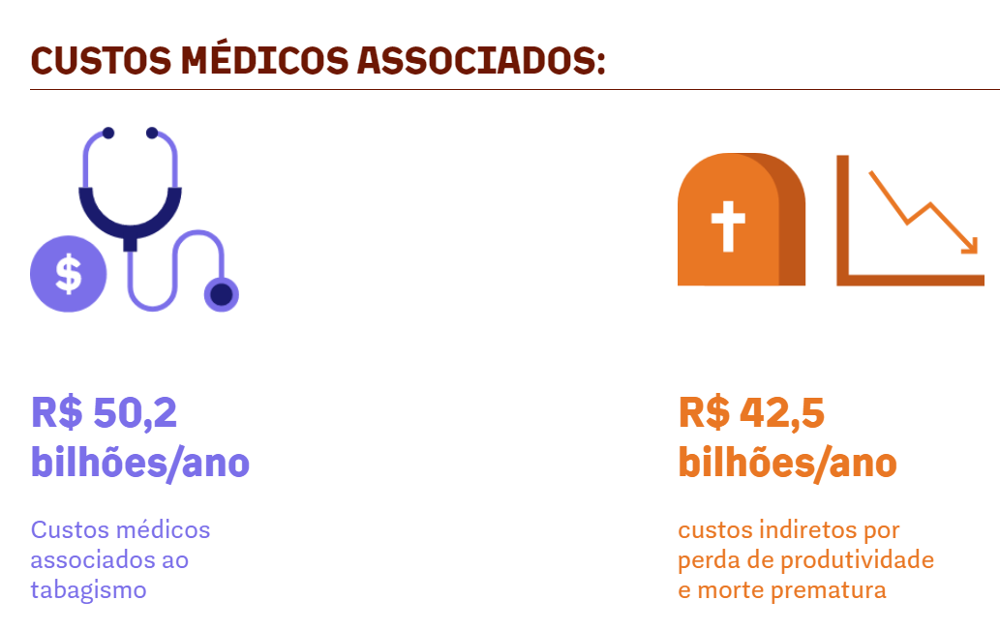 CUSTOS MÉDICOS ASSOCIADOS:
$
R$ 50,2
bilhões/ano
Custos médicos
associados ao
tabagismo
R$ 42,5
bilhões/ano
custos indiretos por
perda de produtividade
e morte prematura